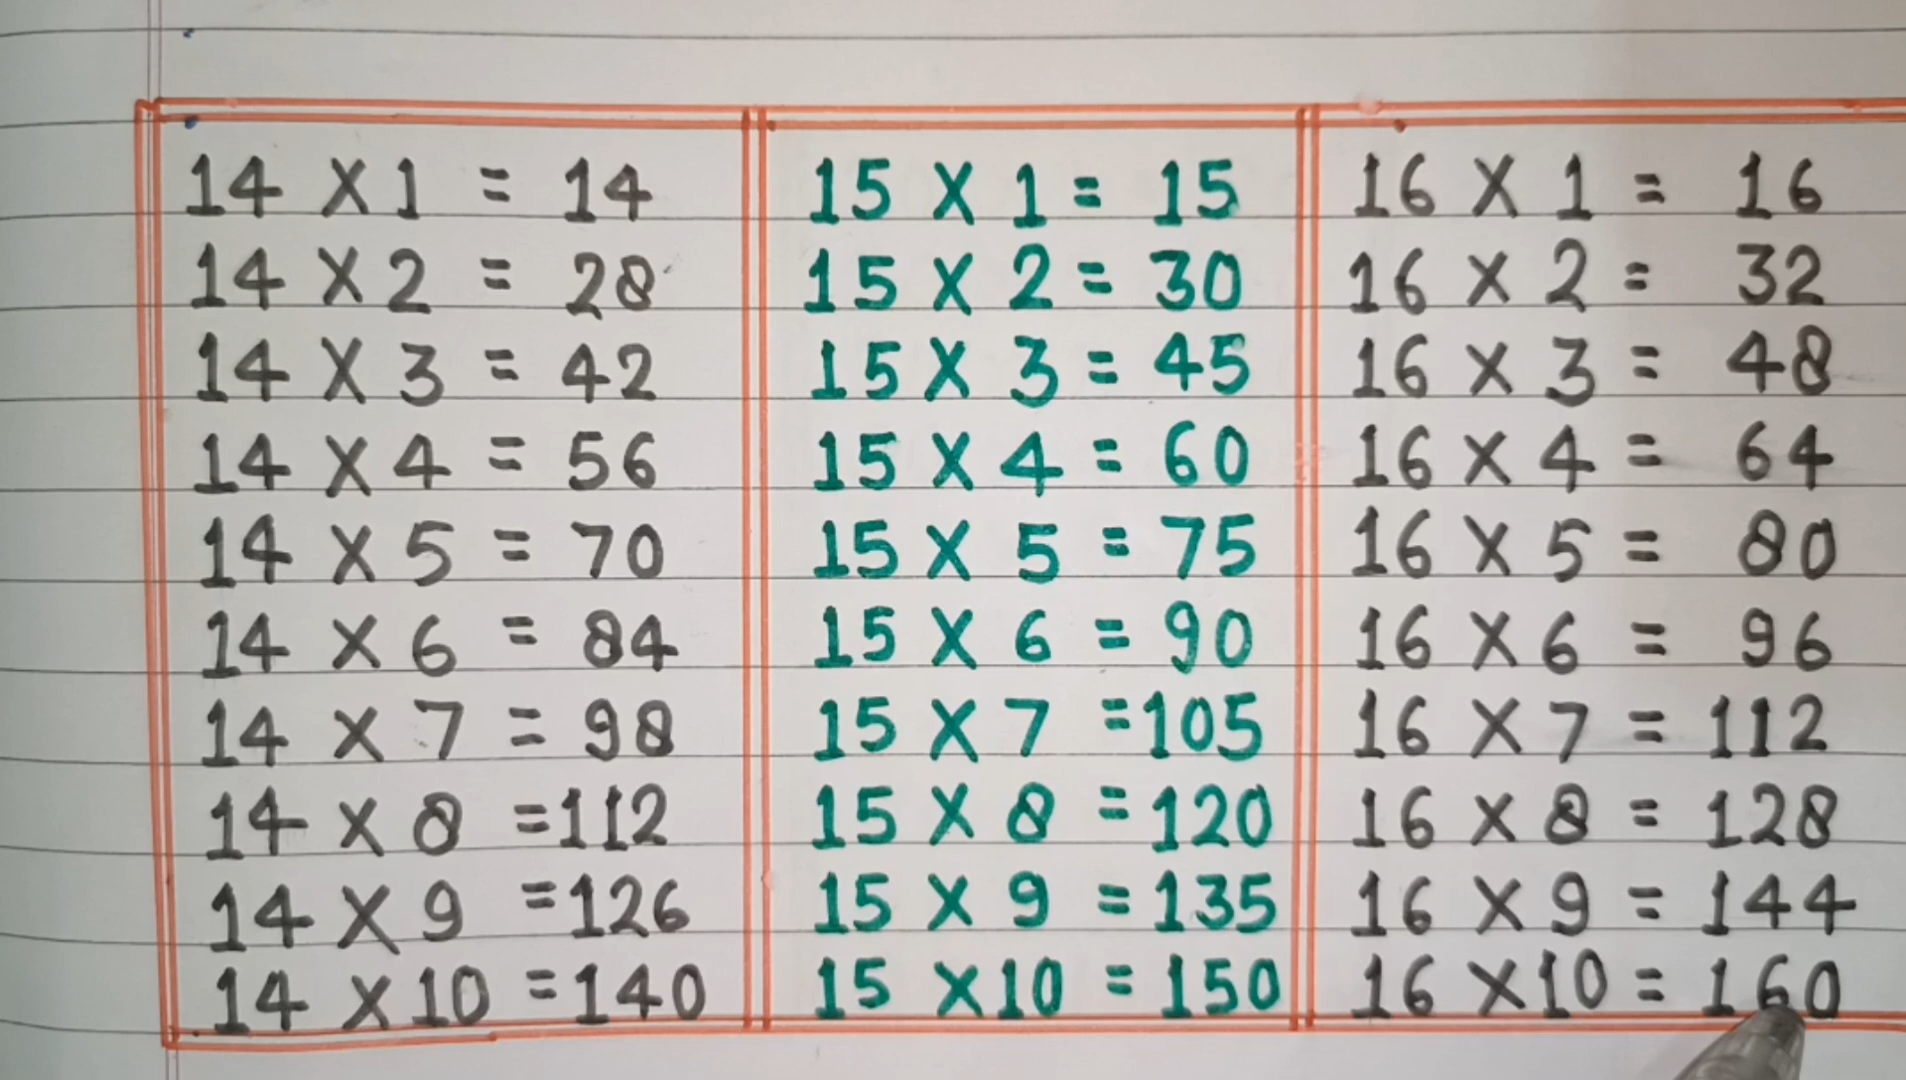 14 X 1 = 14
14 X 2 = 28
14 X 3 = 42
14 X 4 = 56
14 X 5 = 70
14 X 6 = 84
14 X 7 = 98
14 X 8 = 112
14 X 9 = 126
14 X 10 = 140
15 X 1 = 15
15 X 2 = 30
15 X 3 = 45
15 X 4 = 60
15 X 5 = 75
15 X 6 = 90
15 X 7 = 105
15 X 8 = 120
15 X 9 = 135
15 X 10 = 150
16 X 1 = 16
16 X 2 = 32
16 X 3 = 48
16 X 4 = 64
16 X 5 = 80
16 X 6 = 96
16 X 7 = 112
16 X 8 = 128
16 X 9 = 144
16 X 10 = 160